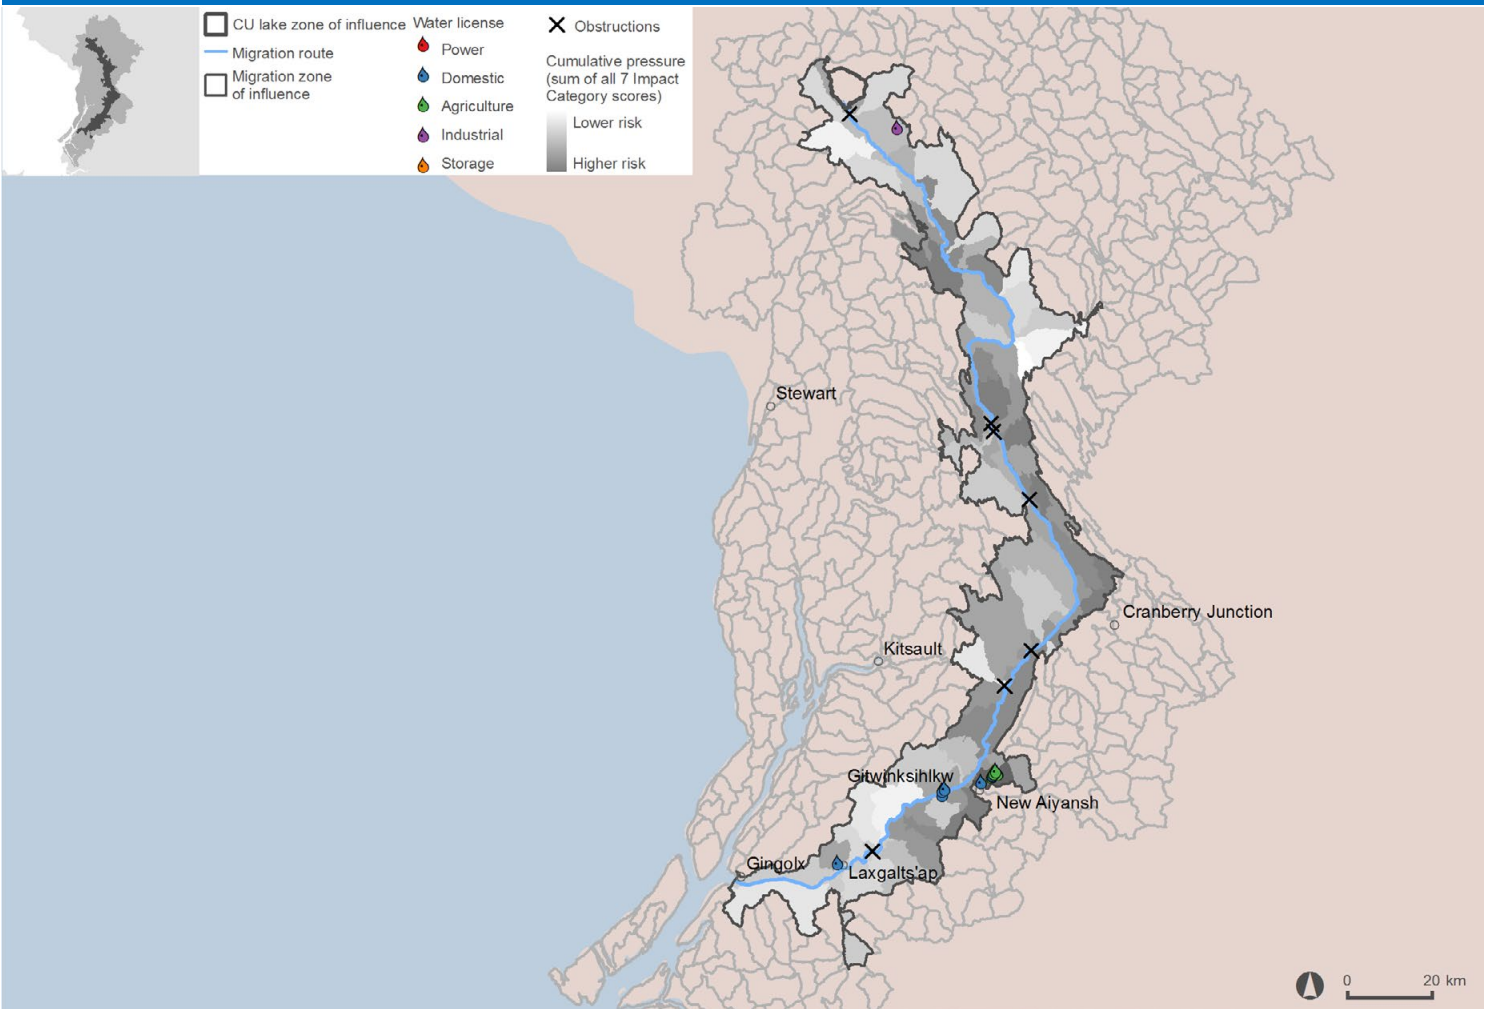 CU lake zone of influence
Migration route
Migration zone
of influence
Water license
Power
Domestic
Agriculture
Industrial
Storage
Obstructions
Cumulative pressure
(sum of all 7 Impact
Category scores)
Lower risk
Higher risk
Stewart
Cranberry Junction
Kitsault
Gitwinksihlkw
New Aiyansh
Gingolx
Laxgalts'ap
0 20 km